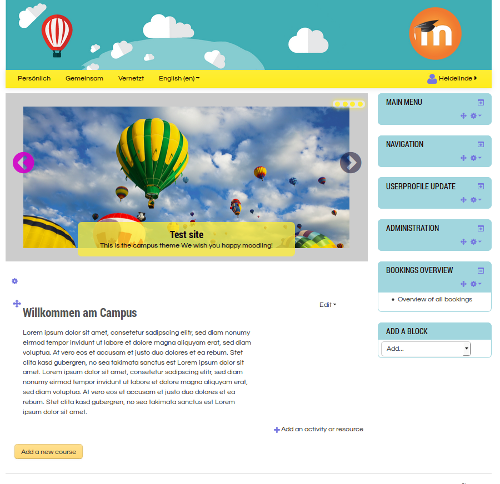 in
Persönlich Gemeinsam Vernetzt English (en)
Heidelinde
Test site
This is the campus theme We wish you happy moodling!
Edit
Willkommen am Campus
Lorem ipsum dolor sit amet, consetetur sadipscing elitr, sed diam nonumy
eirmod tempor invidunt ut labore et dolore magna aliquyam erat, sed diam
voluptua. At vero eos et accusam et justo duo dolores et ea rebum. Stet
clita kasd gubergren, no sea takimata sanctus est Lorem ipsum dolor sit
amet. Lorem ipsum dolor sit amet, consetetur sadipscing elitr, sed diam
nonumy eirmod tempor invidunt ut labore et dolore magna aliquyam erat,
sed diam voluptua. At vero eos et accusam et justo duo dolores et ea
rebum. Stet clita kasd gubergren, no sea takimata sanctus est Lorem
ipsum dolor sit amet.
Add an activity or resource
Add a new course
MAIN MENU
NAVIGATION
USERPROFILE UPDATE
ADMINISTRATION
BOOKINGS OVERVIEW
Overview of all bookings
ADD A BLOCK
Add...